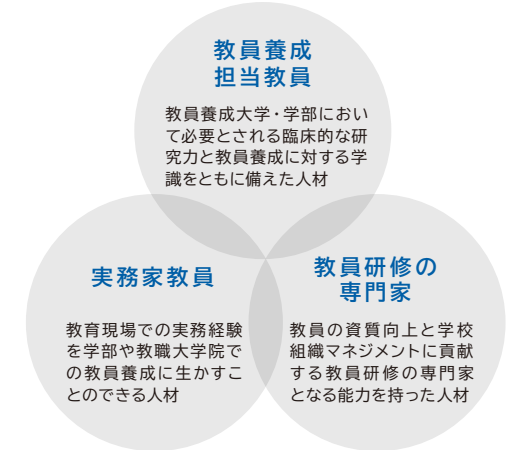 教員養成
担当教員
教員養成大学・学部におい
て必要とされる臨床的な研
究力と教員養成に対する学
識をともに備えた人材
実務家教員
教育現場での実務経験
を学部や教職大学院で
の教員養成に生かすこ
とのできる人材
教員研修の
専門家
教員の資質向上と学校
組織マネジメントに貢献
する教員研修の専門家
となる能力を持った人材